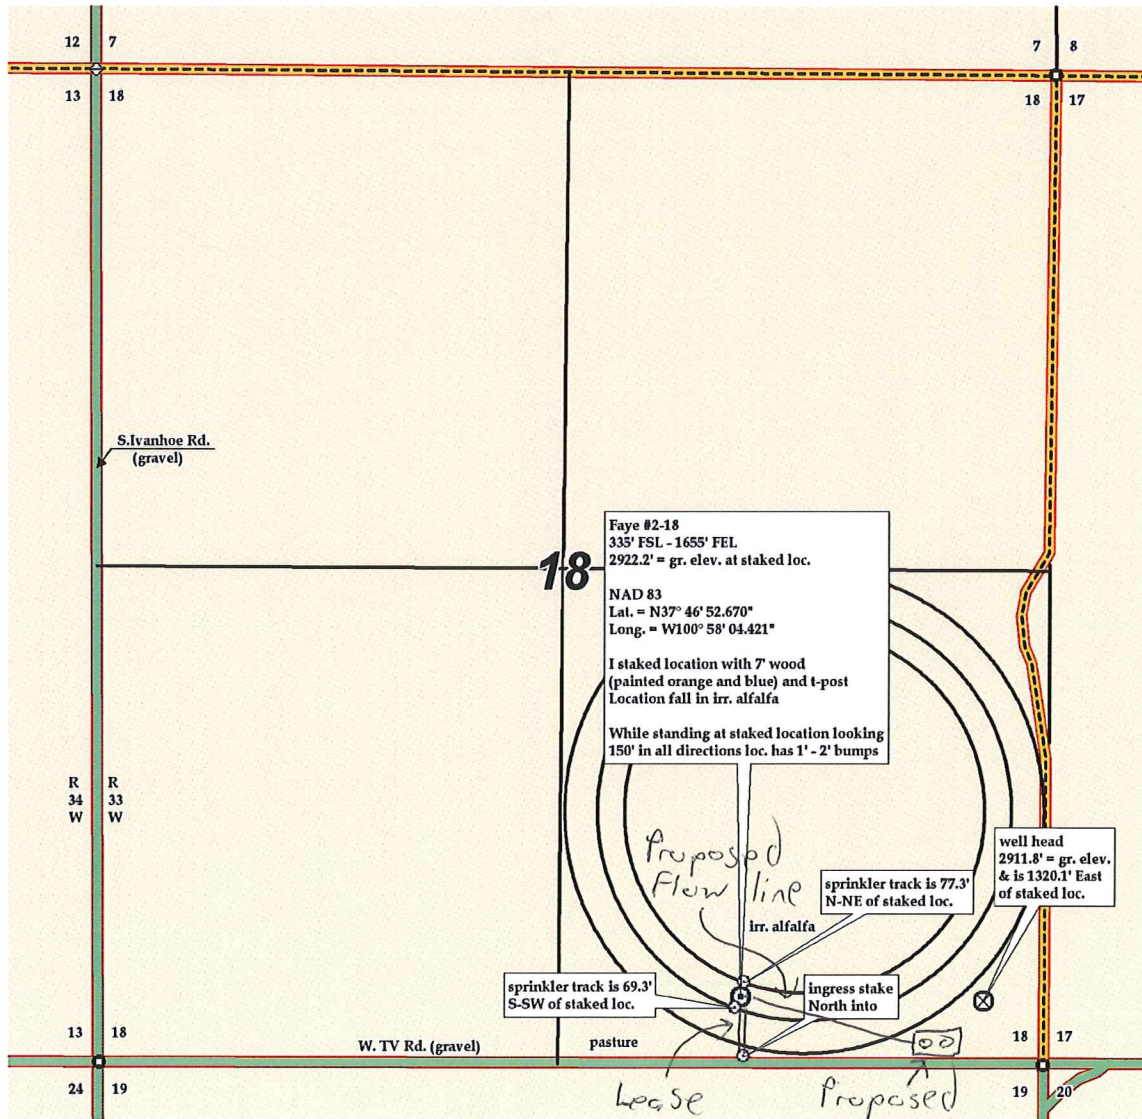 12 7
7 8
13 18
18 17
S.Ivanhoe Rd.
(gravel)
18
Faye #2-18
335' FSL - 1655' FEL
2922.2' = gr. elev. at staked loc.
NAD 83
Lat. = N37° 46' 52.670"
Long. = W100° 58' 04.421"
I staked location with 7' wood
(painted orange and blue) and t-post
Location fall in irr. alfalfa
While standing at staked location looking
150' in all directions loc. has 1' - 2' bumps
R R
34 33
W W
Proposed
Flow line
well head
2911.8' = gr. elev.
& is 1320.1' East
of staked loc.
sprinkler track is 77.3'
N-NE of staked loc.
irr. alfalfa
sprinkler track is 69.3'
S-SW of staked loc.
ingress stake
North into
13 18
18 17
W. TV Rd. (gravel)
pasture
24 19
19 20
Lease
Proposed